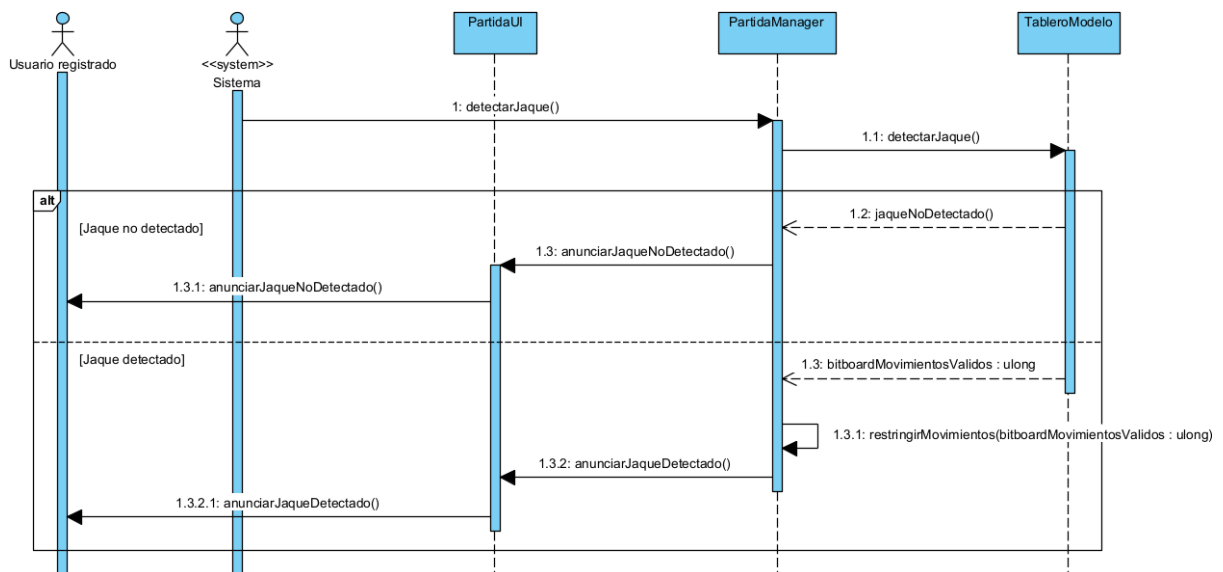 PartidaUI
PartidaManager
TableroModelo
Usuario registrado
<<system>>
Sistema
1: detectarJaque()
1.1: detectarJaque()
alt
[Jaque no detectado]
1.2: jaqueNoDetectado()
1.3: anunciarJaqueNoDetectado()
1.3.1: anunciarJaqueNoDetectado()
[Jaque detectado]
1.3: bitboardMovimientosValidos : ulong
1.3.1: restringirMovimientos(bitboardMovimientosValidos : ulong)
1.3.2: anunciarJaqueDetectado()
1.3.2.1: anunciarJaqueDetectado()